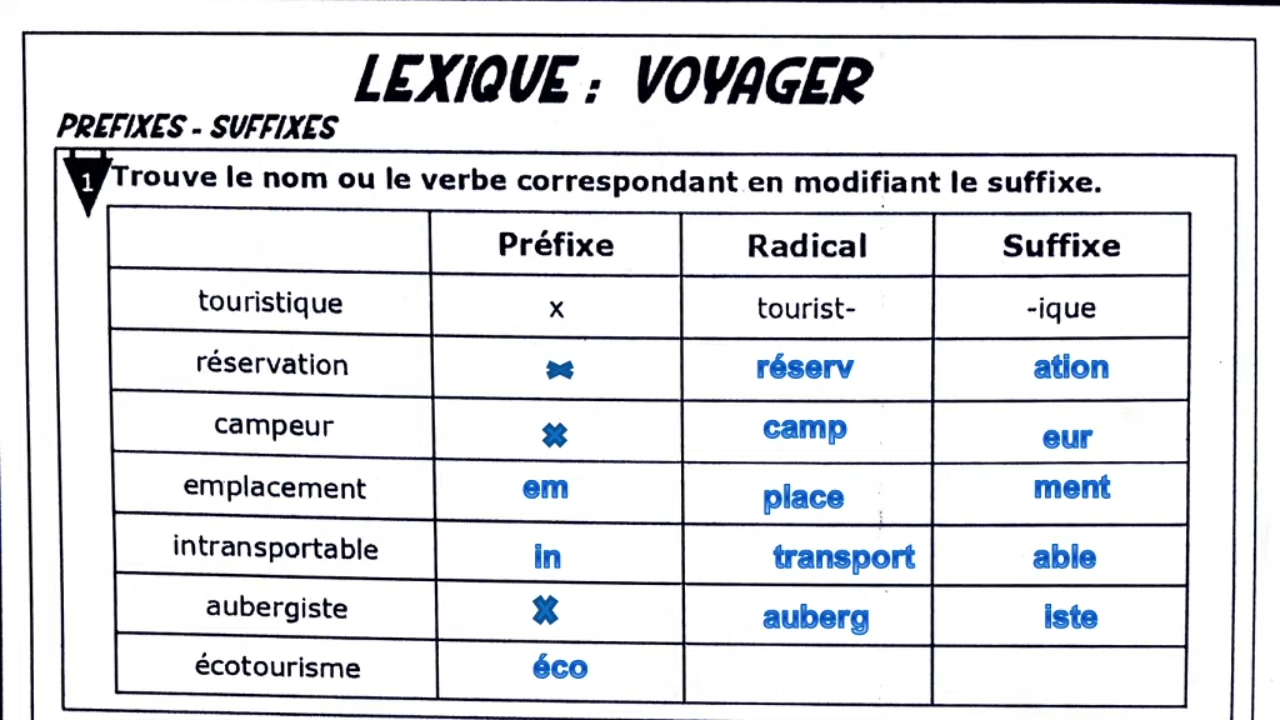 LEXIQUE : VOYAGER
PREFIXES - SUFFIXES
1 Trouve le nom ou le verbe correspondant en modifiant le suffixe.
Préfixe Radical Suffixe
touristique x tourist- -ique
réservation x réserv ation
campeur x camp eur
emplacement em place ment
intransportable in transport able
aubergiste x auberg iste
écotourisme éco